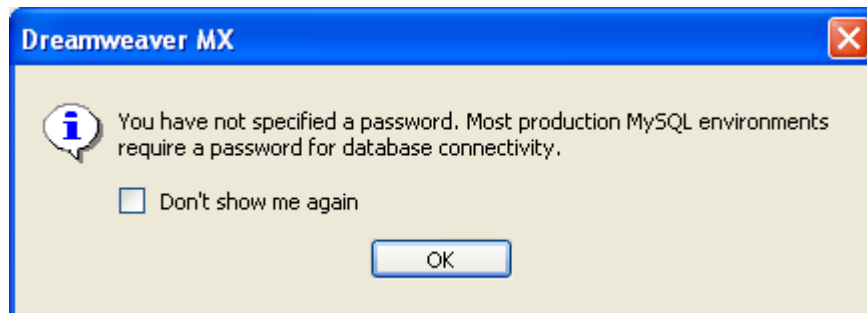 Dreamweaver MX
You have not specified a password. Most production MySQL environments
require a password for database connectivity.
Don't show me again
OK